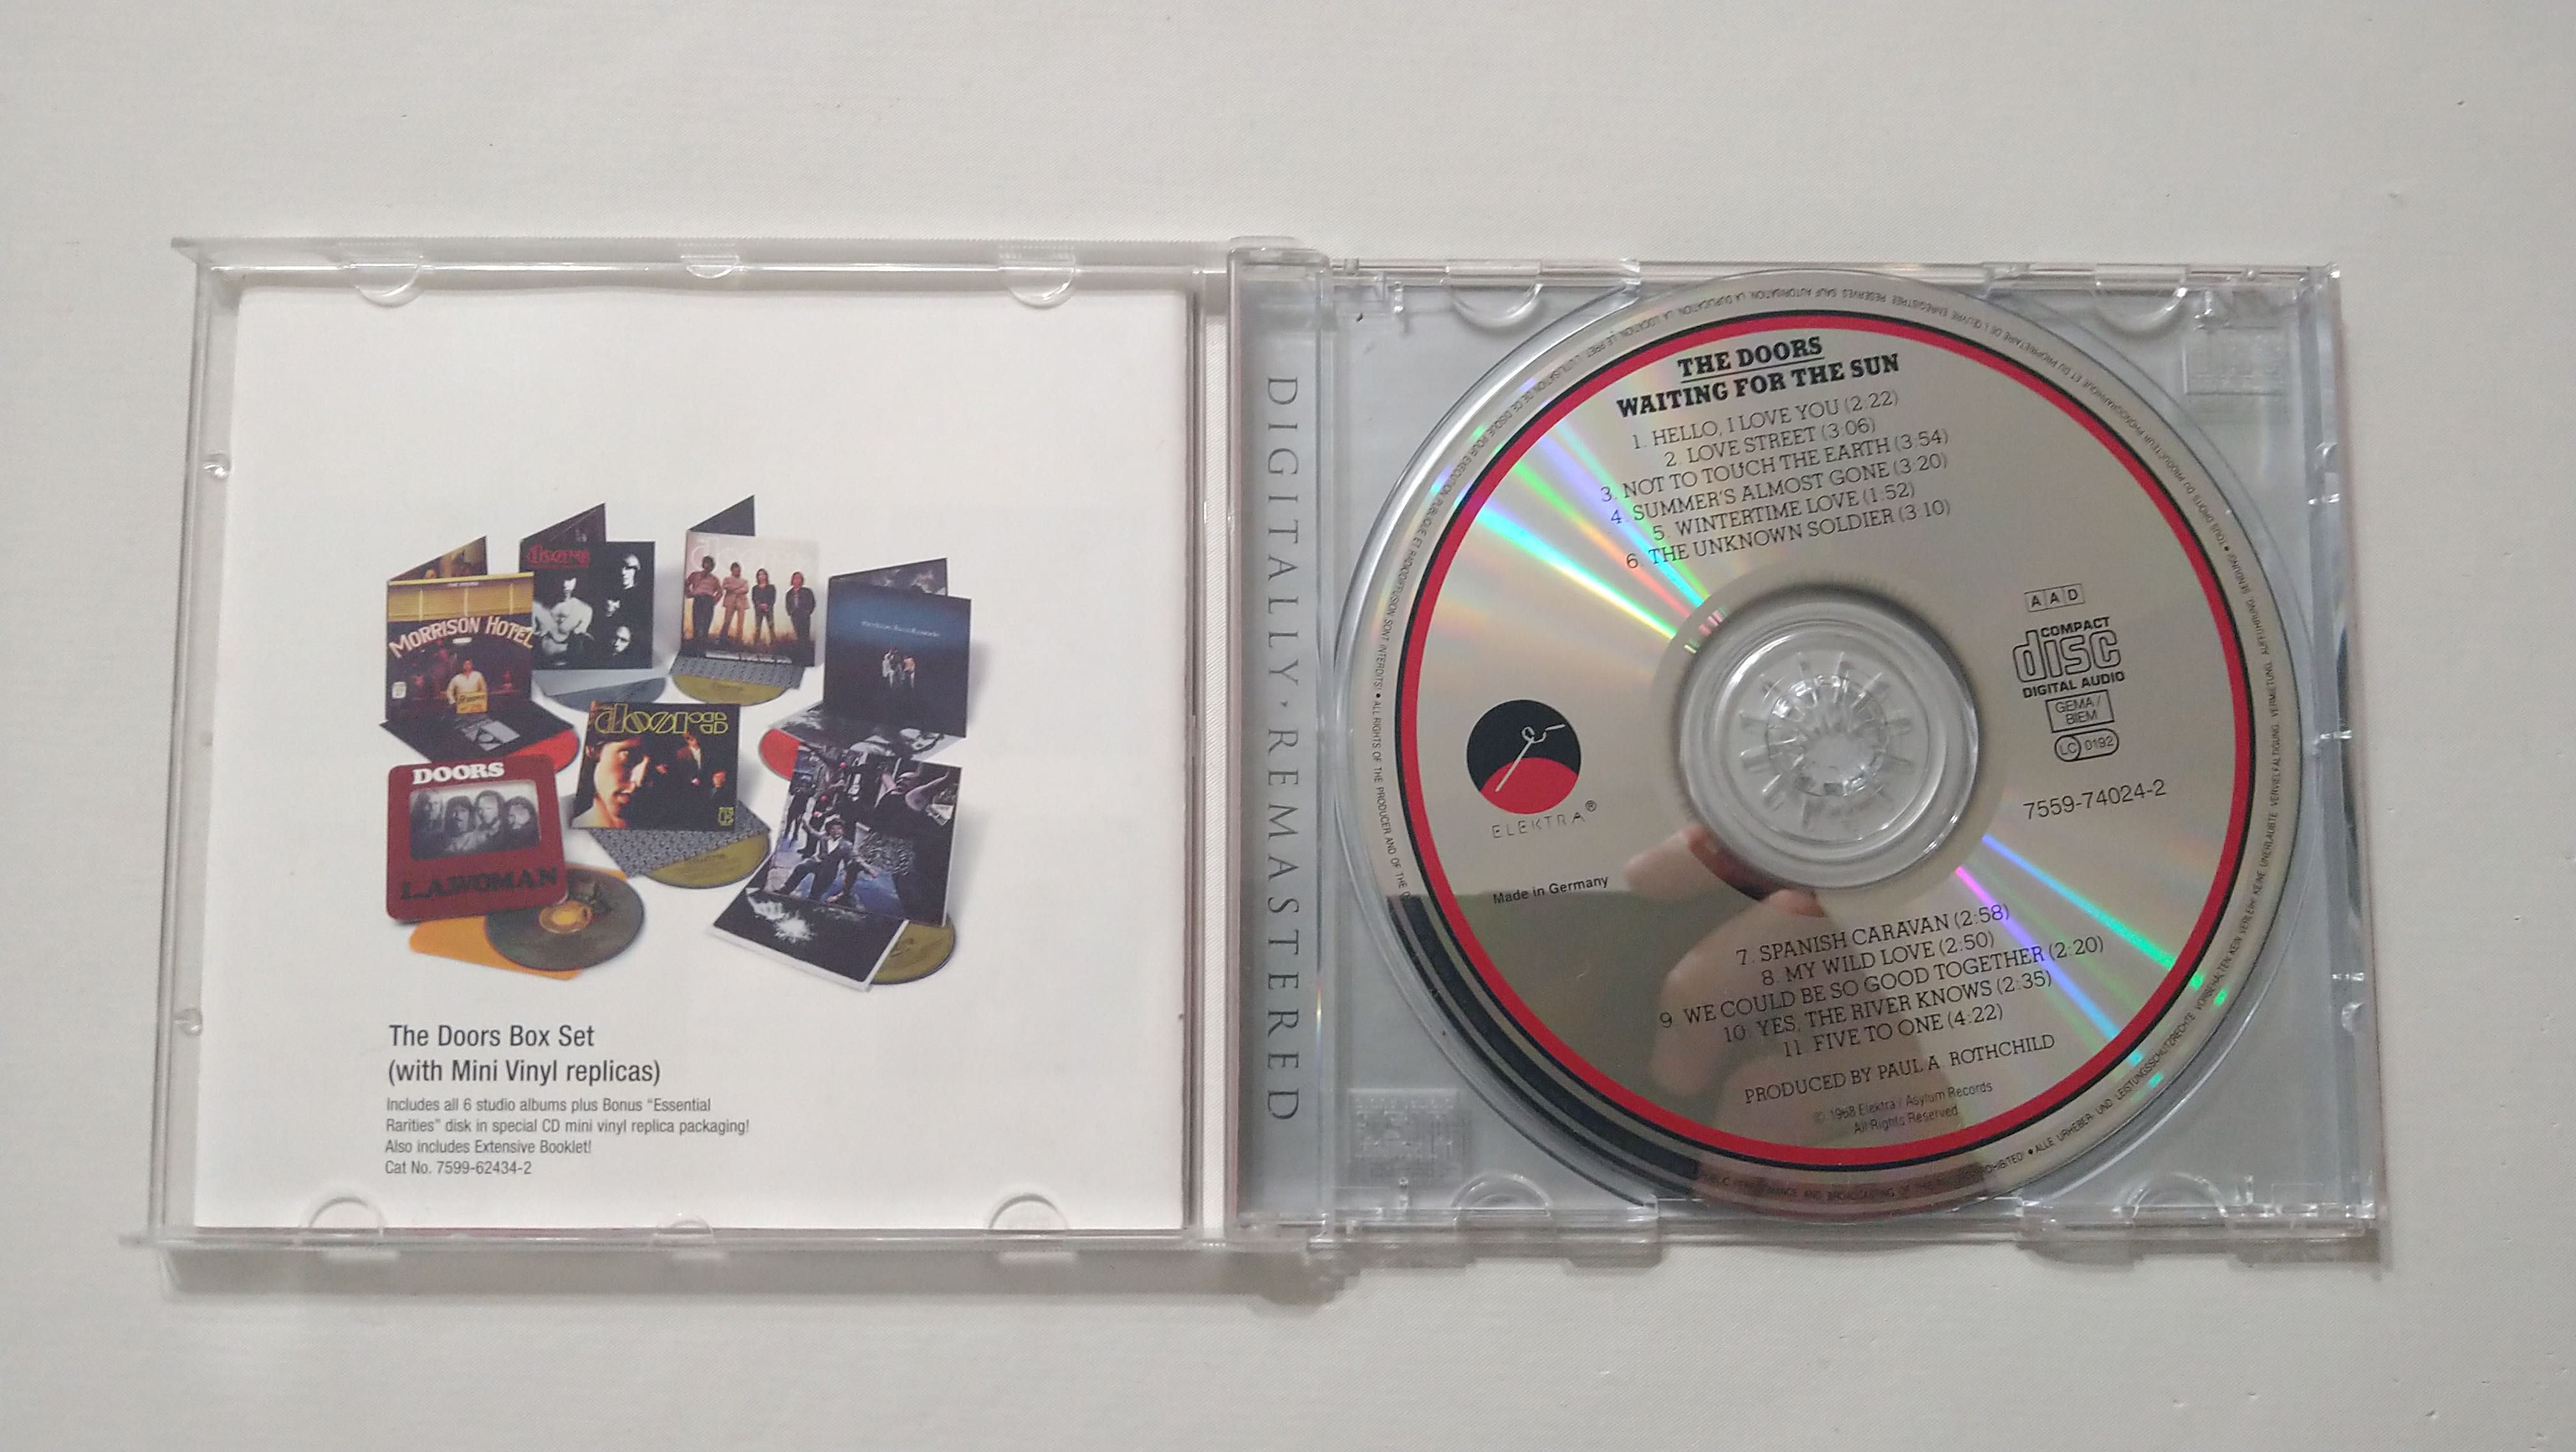 MORRISON HOTEL
doors
doors
DOORS
L.A.WOMAN
The Doors Box Set
(with Mini Vinyl replicas)
Includes all 6 studio albums plus Bonus “Essential
Rarities” disk in special CD mini vinyl replica packaging!
Also includes Extensive Booklet!
Cat No. 7599-62434-2
DIGITALLY · REMASTERED
THE DOORS
WAITING FOR THE SUN
1. HELLO, I LOVE YOU (2:22)
2. LOVE STREET (3:06)
3. NOT TO TOUCH THE EARTH (3:54)
4. SUMMER'S ALMOST GONE (3:20)
5. WINTERTIME LOVE (1:52)
6. THE UNKNOWN SOLDIER (3:10)
AAD
COMPACT
disc
DIGITAL AUDIO
GEMA/
BIEM
LC 0192
7559-74024-2
ELEKTRA®
Made in Germany
7. SPANISH CARAVAN (2:58)
8. MY WILD LOVE (2:50)
9. WE COULD BE SO GOOD TOGETHER (2:20)
10. YES, THE RIVER KNOWS (2:35)
11. FIVE TO ONE (4:22)
PRODUCED BY PAUL A. ROTHCHILD
© 1968 Elektra / Asylum Records
All Rights Reserved.